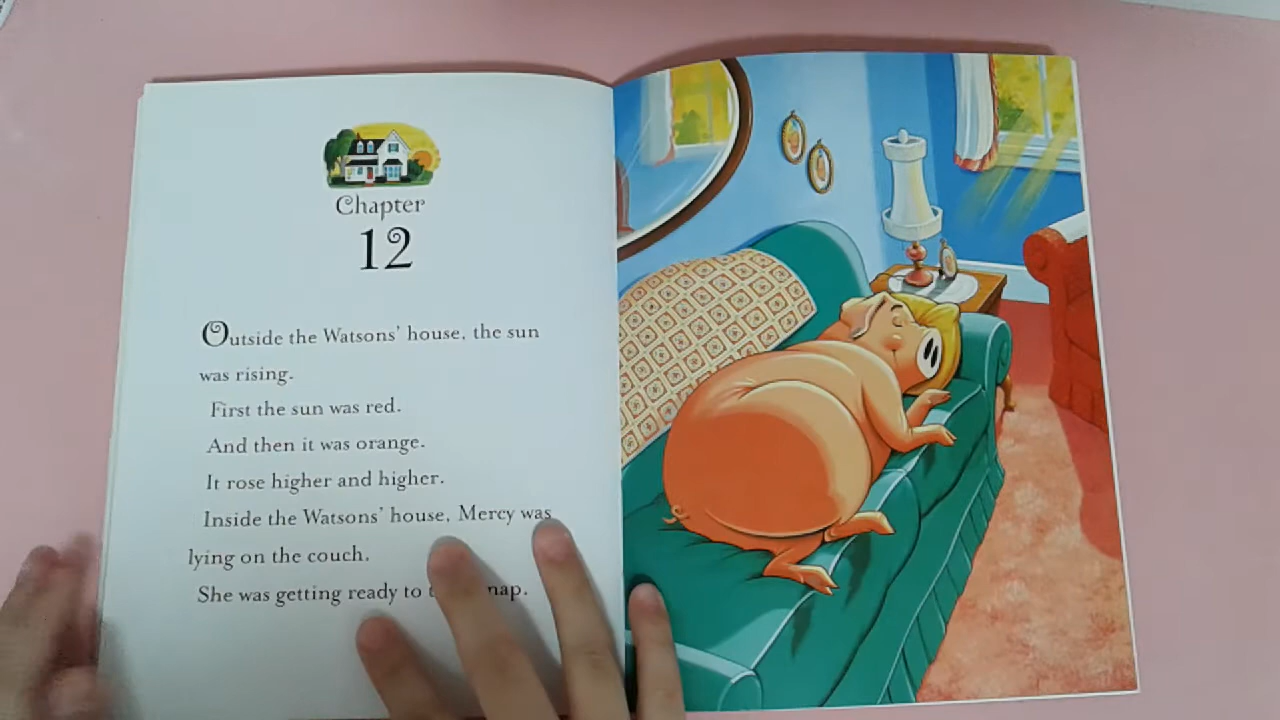 Chapter
12
Outside the Watsons' house, the sun
was rising.
First the sun was red.
And then it was orange.
It rose higher and higher.
Inside the Watsons' house, Mercy was
lying on the couch.
She was getting ready to nap.